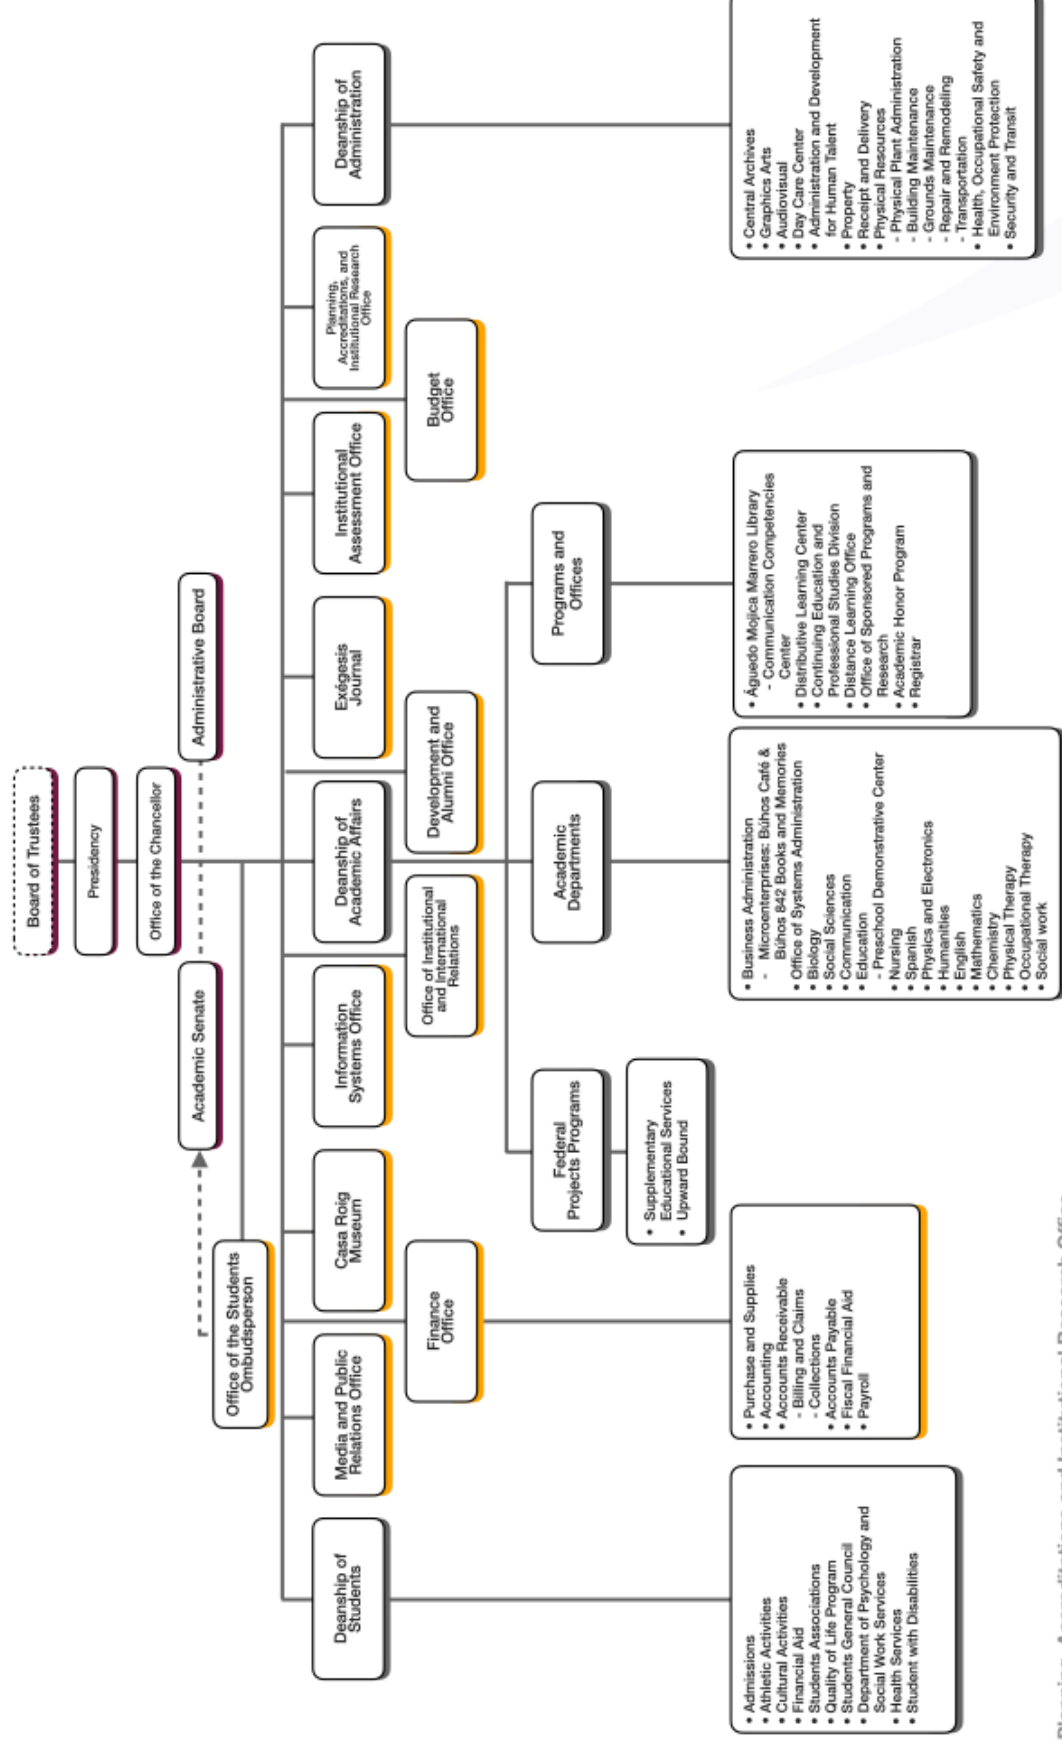 Board of Trustees
Presidency
Office of the Chancellor
Academic Senate
Administrative Board
Office of the Students
Ombudsperson
Deanship of
Students
Media and Public
Relations Office
Casa Roig
Museum
Information
Systems Office
Deanship of
Academic Affairs
Exégesis
Journal
Institutional
Assessment Office
Planning,
Accreditations, and
Institutional Research
Office
Deanship of
Administration
Finance
Office
Office of Institutional
and International
Relations
Development and
Alumni Office
Budget
Office
Federal
Projects Programs
Academic
Departments
Programs and
Offices
• Supplementary
Educational Services
• Upward Bound
• Admissions
• Athletic Activities
• Cultural Activities
• Financial Aid
• Students Associations
• Quality of Life Program
• Students General Council
• Department of Psychology and
Social Work Services
• Health Services
• Student with Disabilities
• Purchase and Supplies
• Accounting
• Accounts Receivable
- Billing and Claims
- Collections
• Accounts Payable
• Fiscal Financial Aid
• Payroll
• Business Administration
- Microenterprises: Búhos Café &
Búhos 842 Books and Memories
• Office of Systems Administration
• Biology
• Social Sciences
• Communication
• Education
- Preschool Demonstrative Center
• Nursing
• Spanish
• Physics and Electronics
• Humanities
• English
• Mathematics
• Chemistry
• Physical Therapy
• Occupational Therapy
• Social work
• Águedo Mojica Marrero Library
- Communication Competencies
Center
• Distributive Learning Center
• Continuing Education and
Professional Studies Division
• Distance Learning Office
• Office of Sponsored Programs and
Research
• Academic Honor Program
• Registrar
• Central Archives
• Graphics Arts
• Audiovisual
• Day Care Center
• Administration and Development
for Human Talent
• Property
• Receipt and Delivery
• Physical Resources
- Physical Plant Administration
- Building Maintenance
- Grounds Maintenance
- Repair and Remodeling
- Transportation
• Health, Occupational Safety and
Environment Protection
• Security and Transit
Planning, Accreditations and Institutional Research Office